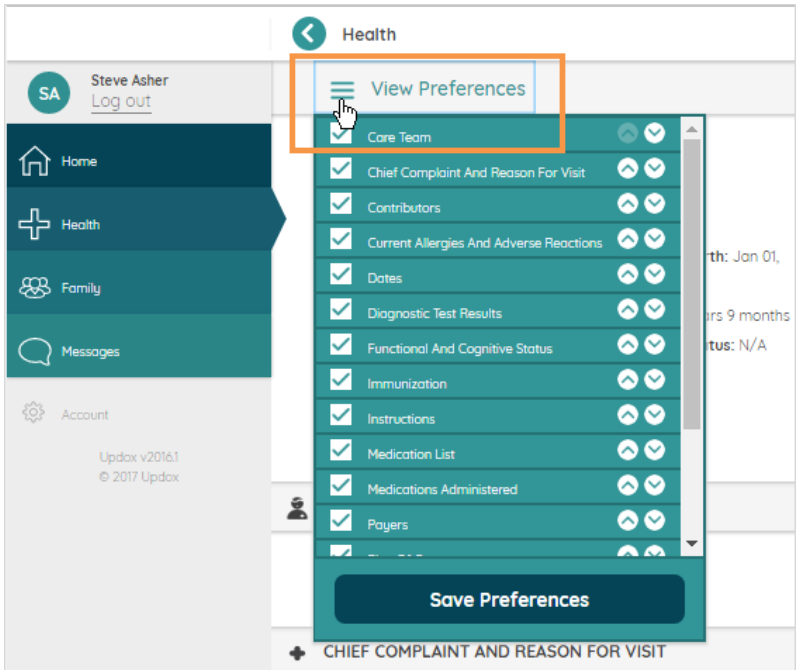 Health
SA
Steve Asher
Log out
Home
Health
Family
Messages
Account
Updox v2016.1
© 2017 Updox
View Preferences
Care Team
Chief Complaint And Reason For Visit
Contributors
Current Allergies And Adverse Reactions
Dates
Diagnostic Test Results
Functional And Cognitive Status
Immunization
Instructions
Medication List
Medications Administered
Payers
Save Preferences
rth: Jan 01,
ars 9 months
tus: N/A
CHIEF COMPLAINT AND REASON FOR VISIT